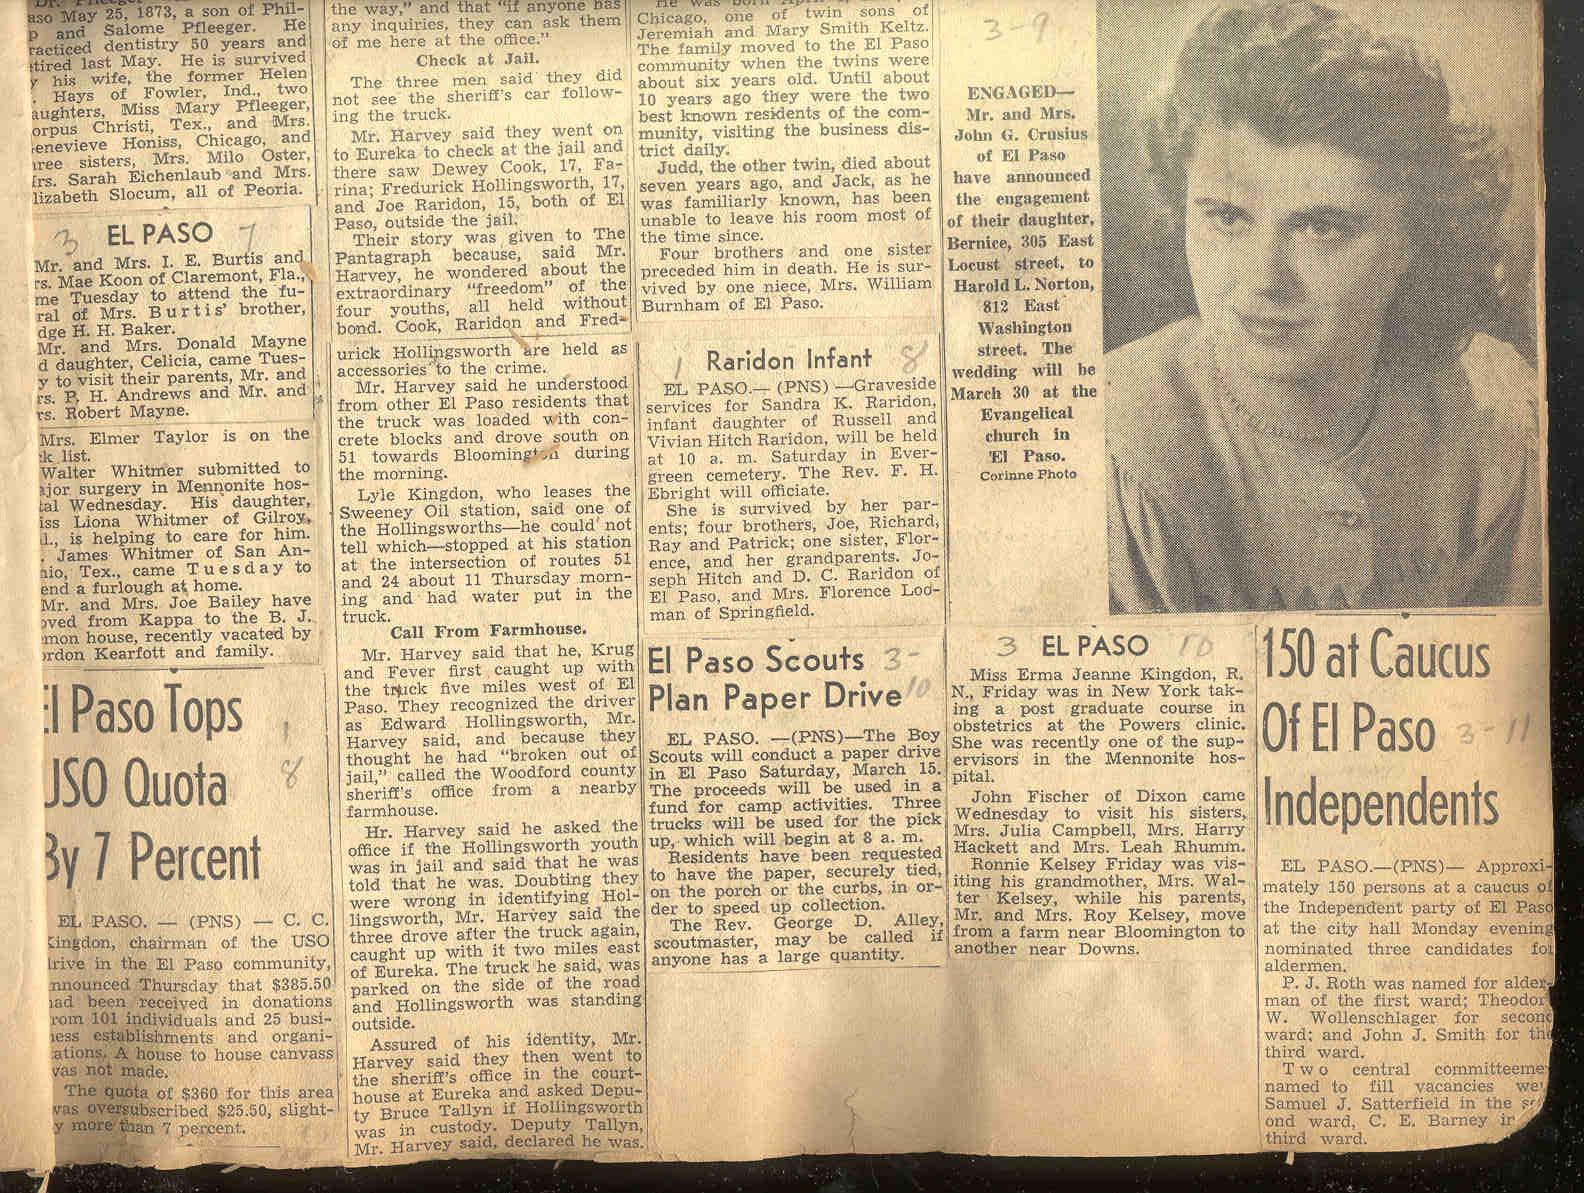 Dr. Pfleeger
aso May 25, 1873, a son of Phil-
p and Salome Pfleeger. He
racticed dentistry 50 years and
tired last May. He is survived
y his wife, the former Helen
. Hays of Fowler, Ind., two
aughters, Miss Mary Pfleeger,
orpus Christi, Tex., and Mrs.
enevieve Honiss, Chicago, and
hree sisters, Mrs. Milo Oster,
rs. Sarah Eichenlaub and Mrs.
lizabeth Slocum, all of Peoria.
3 EL PASO 7
Mr. and Mrs. I. E. Burtis and
rs. Mae Koon of Claremont, Fla.,
me Tuesday to attend the fu-
ral of Mrs. Burtis' brother,
dge H. H. Baker.
Mr. and Mrs. Donald Mayne
d daughter, Celicia, came Tues-
y to visit their parents, Mr. and
rs. P. H. Andrews and Mr. and
rs. Robert Mayne.
Mrs. Elmer Taylor is on the
k list.
Walter Whitmer submitted to
ajor surgery in Mennonite hos-
tal Wednesday. His daughter,
iss Liona Whitmer of Gilroy,
l., is helping to care for him.
. James Whitmer of San An-
nio, Tex., came Tuesday to
end a furlough at home.
Mr. and Mrs. Joe Bailey have
oved from Kappa to the B. J.
mon house, recently vacated by
ordon Kearfott and family.
El Paso Tops 1
USO Quota 8
By 7 Percent
EL PASO. — (PNS) — C. C.
Kingdon, chairman of the USO
rive in the El Paso community,
nnounced Thursday that $385.50
had been received in donations
rom 101 individuals and 25 busi-
ness establishments and organi-
ations. A house to house canvass
was not made.
The quota of $360 for this area
was oversubscribed $25.50, slight-
y more than 7 percent.
the way," and that "if anyone has
any inquiries, they can ask them
of me here at the office."
Check at Jail.
The three men said they did
not see the sheriff's car follow-
ing the truck.
Mr. Harvey said they went on
to Eureka to check at the jail and
there saw Dewey Cook, 17, Fa-
rina; Fredurick Hollingsworth, 17,
and Joe Raridon, 15, both of El
Paso, outside the jail.
Their story was given to The
Pantagraph because, said Mr.
Harvey, he wondered about the
extraordinary "freedom" of the
four youths, all held without
bond. Cook, Raridon and Fred-
urick Hollingsworth are held as
accessories to the crime.
Mr. Harvey said he understood
from other El Paso residents that
the truck was loaded with con-
crete blocks and drove south on
51 towards Bloomington during
the morning.
Lyle Kingdon, who leases the
Sweeney Oil station, said one of
the Hollingsworths—he could not
tell which—stopped at his station
at the intersection of routes 51
and 24 about 11 Thursday morn-
ing and had water put in the
truck.
Call From Farmhouse.
Mr. Harvey said that he, Krug
and Fever first caught up with
the truck five miles west of El
Paso. They recognized the driver
as Edward Hollingsworth, Mr.
Harvey said, and because they
thought he had "broken out of
jail," called the Woodford county
sheriff's office from a nearby
farmhouse.
Hr. Harvey said he asked the
office if the Hollingsworth youth
was in jail and said that he was
told that he was. Doubting they
were wrong in identifying Hol-
lingsworth, Mr. Harvey said the
three drove after the truck again,
caught up with it two miles east
of Eureka. The truck he said, was
parked on the side of the road
and Hollingsworth was standing
outside.
Assured of his identity, Mr.
Harvey said they then went to
the sheriff's office in the court-
house at Eureka and asked Depu-
ty Bruce Tallyn if Hollingsworth
was in custody. Deputy Tallyn,
Mr. Harvey said, declared he was.
He was born April
Chicago, one of twin sons of
Jeremiah and Mary Smith Keltz.
The family moved to the El Paso
community when the twins were
about six years old. Until about
10 years ago they were the two
best known residents of the com-
munity, visiting the business dis-
trict daily.
Judd, the other twin, died about
seven years ago, and Jack, as he
was familiarly known, has been
unable to leave his room most of
the time since.
Four brothers and one sister
preceded him in death. He is sur-
vived by one niece, Mrs. William
Burnham of El Paso.
1 Raridon Infant 8
EL PASO.— (PNS) —Graveside
services for Sandra K. Raridon,
infant daughter of Russell and
Vivian Hitch Raridon, will be held
at 10 a. m. Saturday in Ever-
green cemetery. The Rev. F. H.
Ebright will officiate.
She is survived by her par-
ents; four brothers, Joe, Richard,
Ray and Patrick; one sister, Flor-
ence, and her grandparents. Jo-
seph Hitch and D. C. Raridon of
El Paso, and Mrs. Florence Lod-
man of Springfield.
El Paso Scouts 3-
Plan Paper Drive 10
EL PASO. —(PNS)—The Boy
Scouts will conduct a paper drive
in El Paso Saturday, March 15.
The proceeds will be used in a
fund for camp activities. Three
trucks will be used for the pick
up, which will begin at 8 a. m.
Residents have been requested
to have the paper, securely tied,
on the porch or the curbs, in or-
der to speed up collection.
The Rev. George D. Alley,
scoutmaster, may be called if
anyone has a large quantity.
3-9
ENGAGED—
Mr. and Mrs.
John G. Crusius
of El Paso
have announced
the engagement
of their daughter,
Bernice, 305 East
Locust street, to
Harold L. Norton,
812 East
Washington
street. The
wedding will be
March 30 at the
Evangelical
church in
El Paso.
Corinne Photo
3 EL PASO 10
Miss Erma Jeanne Kingdon, R.
N., Friday was in New York tak-
ing a post graduate course in
obstetrics at the Powers clinic.
She was recently one of the sup-
ervisors in the Mennonite hos-
pital.
John Fischer of Dixon came
Wednesday to visit his sisters,
Mrs. Julia Campbell, Mrs. Harry
Hackett and Mrs. Leah Rhumm.
Ronnie Kelsey Friday was vis-
iting his grandmother, Mrs. Wal-
ter Kelsey, while his parents,
Mr. and Mrs. Roy Kelsey, move
from a farm near Bloomington to
another near Downs.
150 at Caucus
Of El Paso 3-11
Independents
EL PASO.—(PNS)— Approxi-
mately 150 persons at a caucus of
the Independent party of El Paso
at the city hall Monday evening
nominated three candidates for
aldermen.
P. J. Roth was named for alder-
man of the first ward; Theodor
W. Wollenschlager for second
ward; and John J. Smith for the
third ward.
Two central committeeme
named to fill vacancies we
Samuel J. Satterfield in the sec
ond ward, C. E. Barney in
third ward.